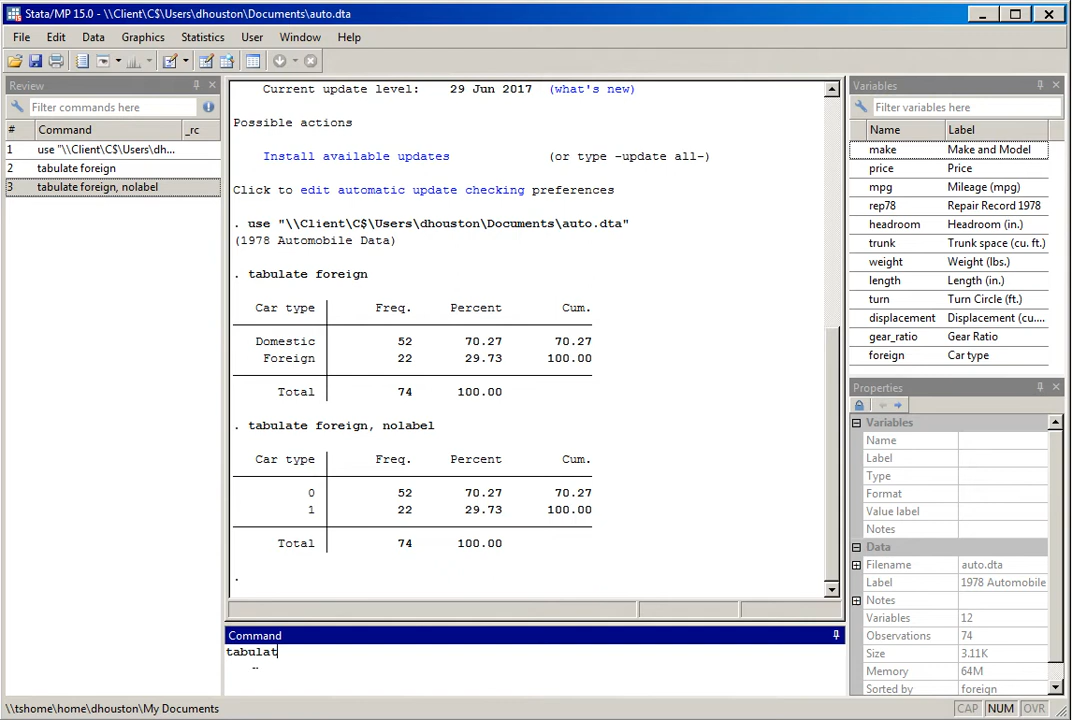 Stata/MP 15.0 - \\Client\C$\Users\dhouston\Documents\auto.dta
File Edit Data Graphics Statistics User Window Help
Review
Filter commands here
# Command _rc
1 use "\\Client\C$\Users\dh...
2 tabulate foreign
3 tabulate foreign, nolabel
Current update level: 29 Jun 2017 (what's new)
Possible actions
Install available updates (or type -update all-)
Click to edit automatic update checking preferences
. use "\\Client\C$\Users\dhouston\Documents\auto.dta"
(1978 Automobile Data)
. tabulate foreign
Car type Freq. Percent Cum.
Domestic 52 70.27 70.27
Foreign 22 29.73 100.00
Total 74 100.00
. tabulate foreign, nolabel
Car type Freq. Percent Cum.
0 52 70.27 70.27
1 22 29.73 100.00
Total 74 100.00
.
Command
tabulat
Variables
Filter variables here
Name Label
make Make and Model
price Price
mpg Mileage (mpg)
rep78 Repair Record 1978
headroom Headroom (in.)
trunk Trunk space (cu. ft.)
weight Weight (lbs.)
length Length (in.)
turn Turn Circle (ft.)
displacement Displacement (cu....
gear_ratio Gear Ratio
foreign Car type
Properties
Variables
Name
Label
Type
Format
Value label
Notes
Data
Filename auto.dta
Label 1978 Automobile
Notes
Variables 12
Observations 74
Size 3.11K
Memory 64M
Sorted by foreign
\\tshome\home\dhouston\My Documents
CAP NUM OVR